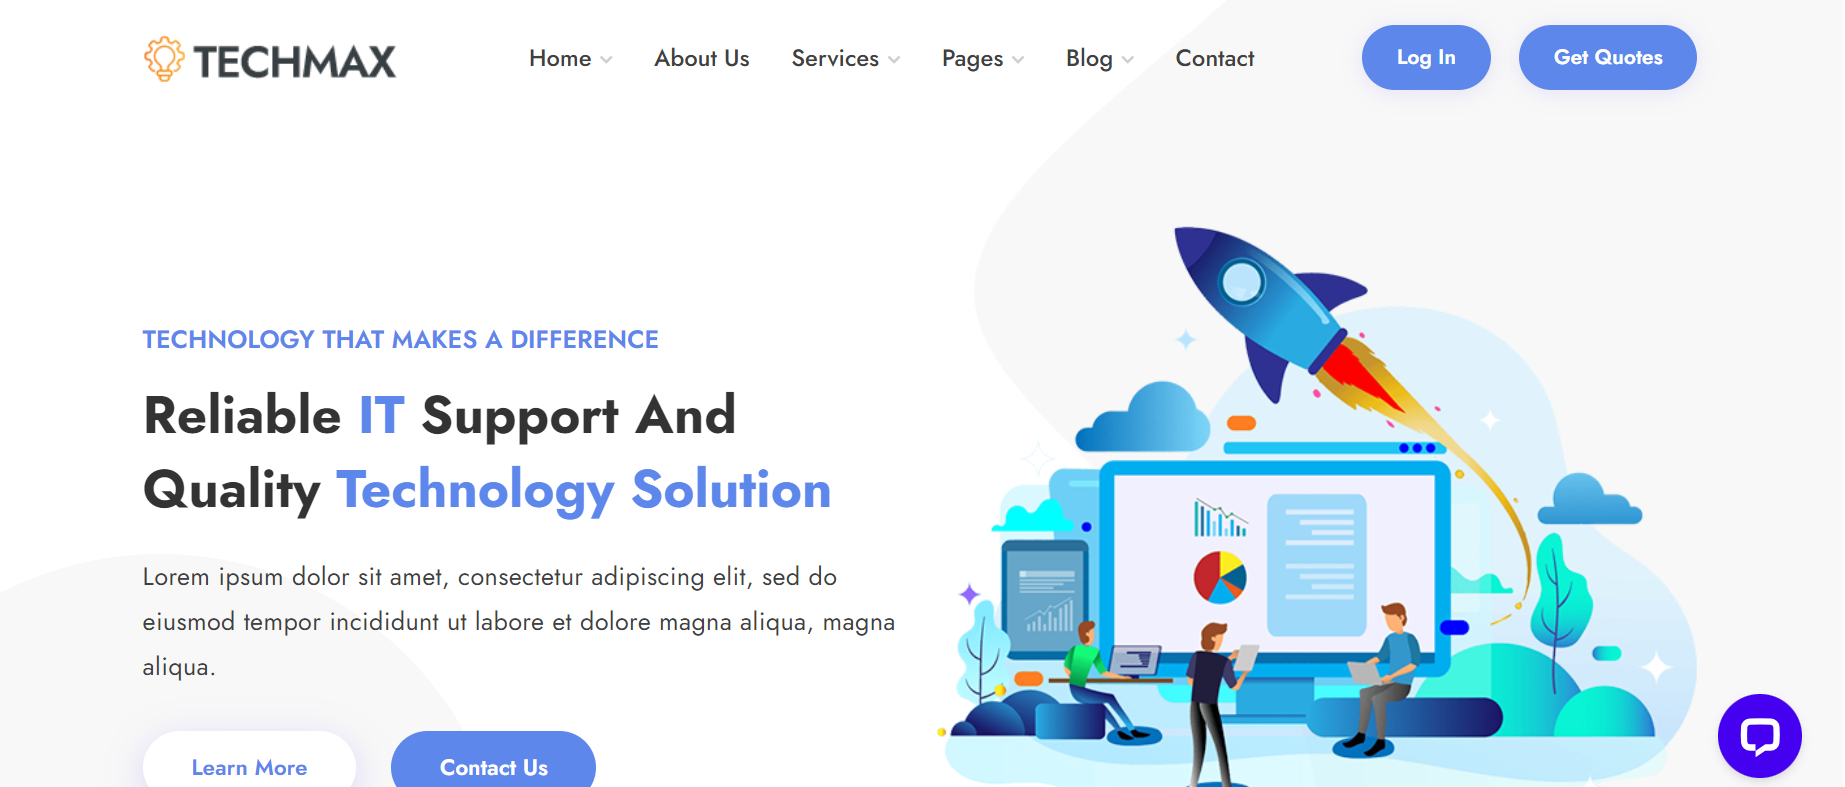 TECHMAX
Home
About Us
Services
Pages
Blog
Contact
Log In
Get Quotes
TECHNOLOGY THAT MAKES A DIFFERENCE
Reliable IT Support And
Quality Technology Solution
Lorem ipsum dolor sit amet, consectetur adipiscing elit, sed do
eiusmod tempor incididunt ut labore et dolore magna aliqua, magna
aliqua.
Learn More
Contact Us